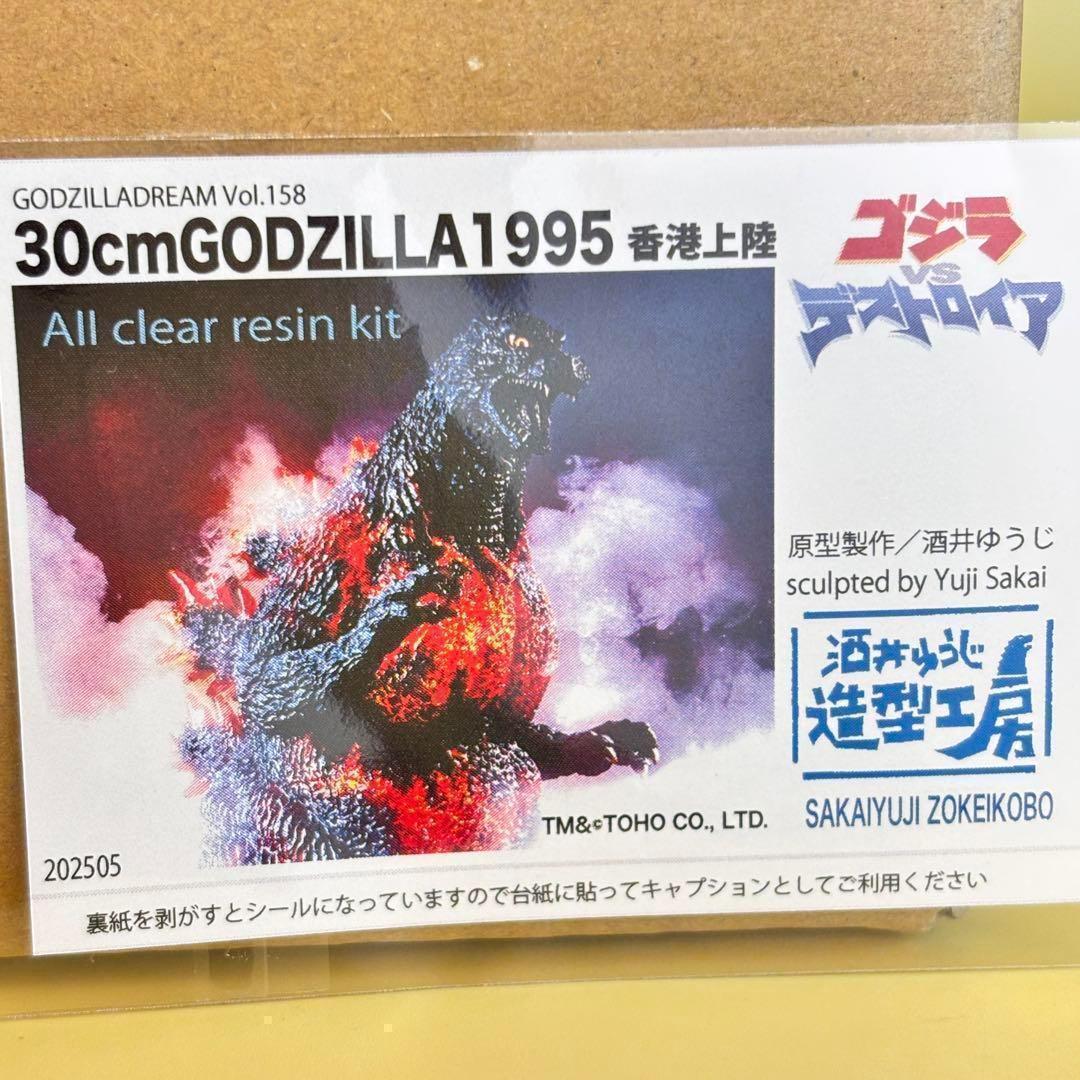 GODZILLADREAM Vol.158
30cmGODZILLA1995 香港上陸
All clear resin kit
ゴジラ
VS
デストロイア
原型製作／酒井ゆうじ
sculpted by Yuji Sakai
酒井ゆうじ
造型工房
SAKAIYUJI ZOKEIKOBO
TM&©TOHO CO., LTD.
202505
裏紙を剥がすとシールになっていますので台紙に貼ってキャプションとしてご利用ください